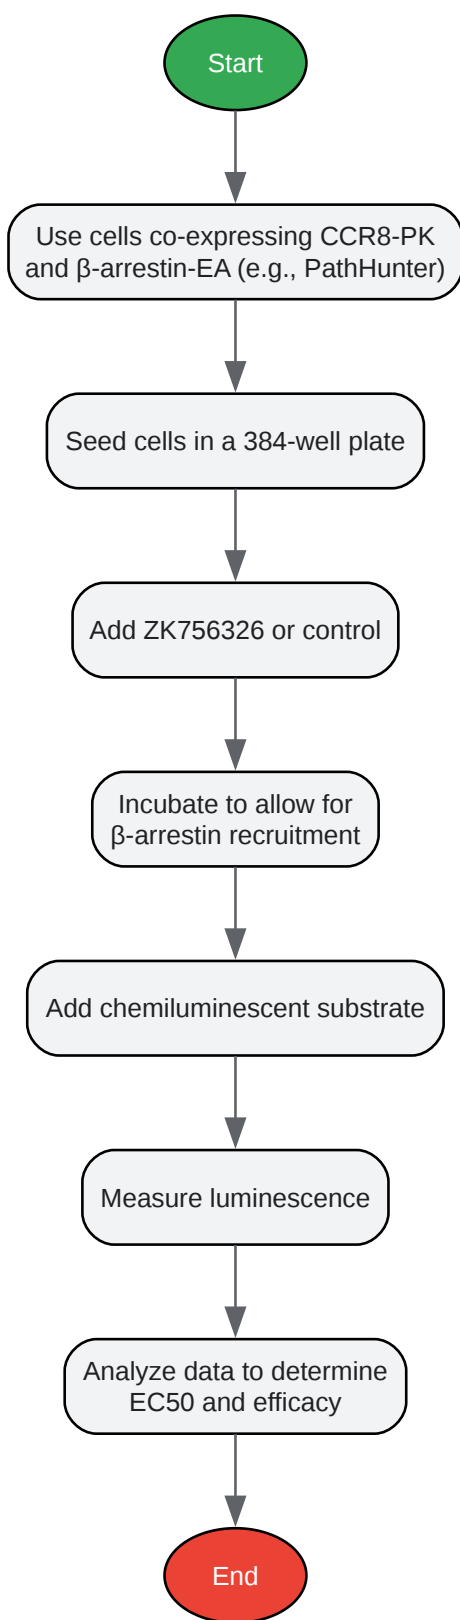 Start
Use cells co-expressing CCR8-PK
and β-arrestin-EA (e.g., PathHunter)
Seed cells in a 384-well plate
Add ZK756326 or control
Incubate to allow for
β-arrestin recruitment
Add chemiluminescent substrate
Measure luminescence
Analyze data to determine
EC50 and efficacy
End